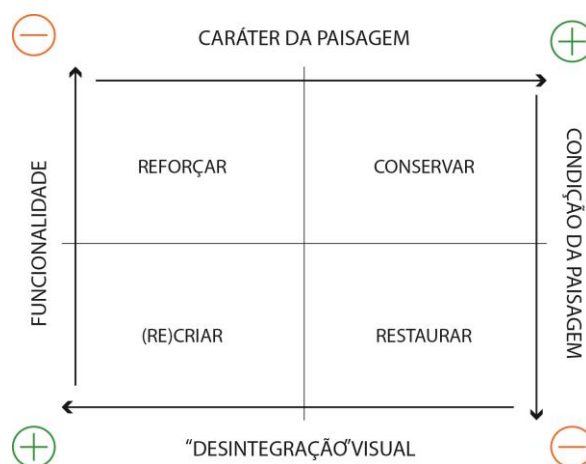 CARÁTER DA PAISAGEM
FUNCIONALIDADE
REFORÇAR
CONSERVAR
CONDIÇÃO DA PAISAGEM
(RE)CRIAR
RESTAURAR
“DESINTEGRAÇÃO”VISUAL